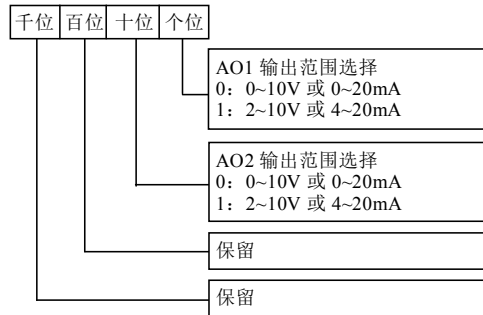 千位 百位 十位 个位
AO1 输出范围选择
0：0~10V 或 0~20mA
1：2~10V 或 4~20mA
AO2 输出范围选择
0：0~10V 或 0~20mA
1：2~10V 或 4~20mA
保留
保留